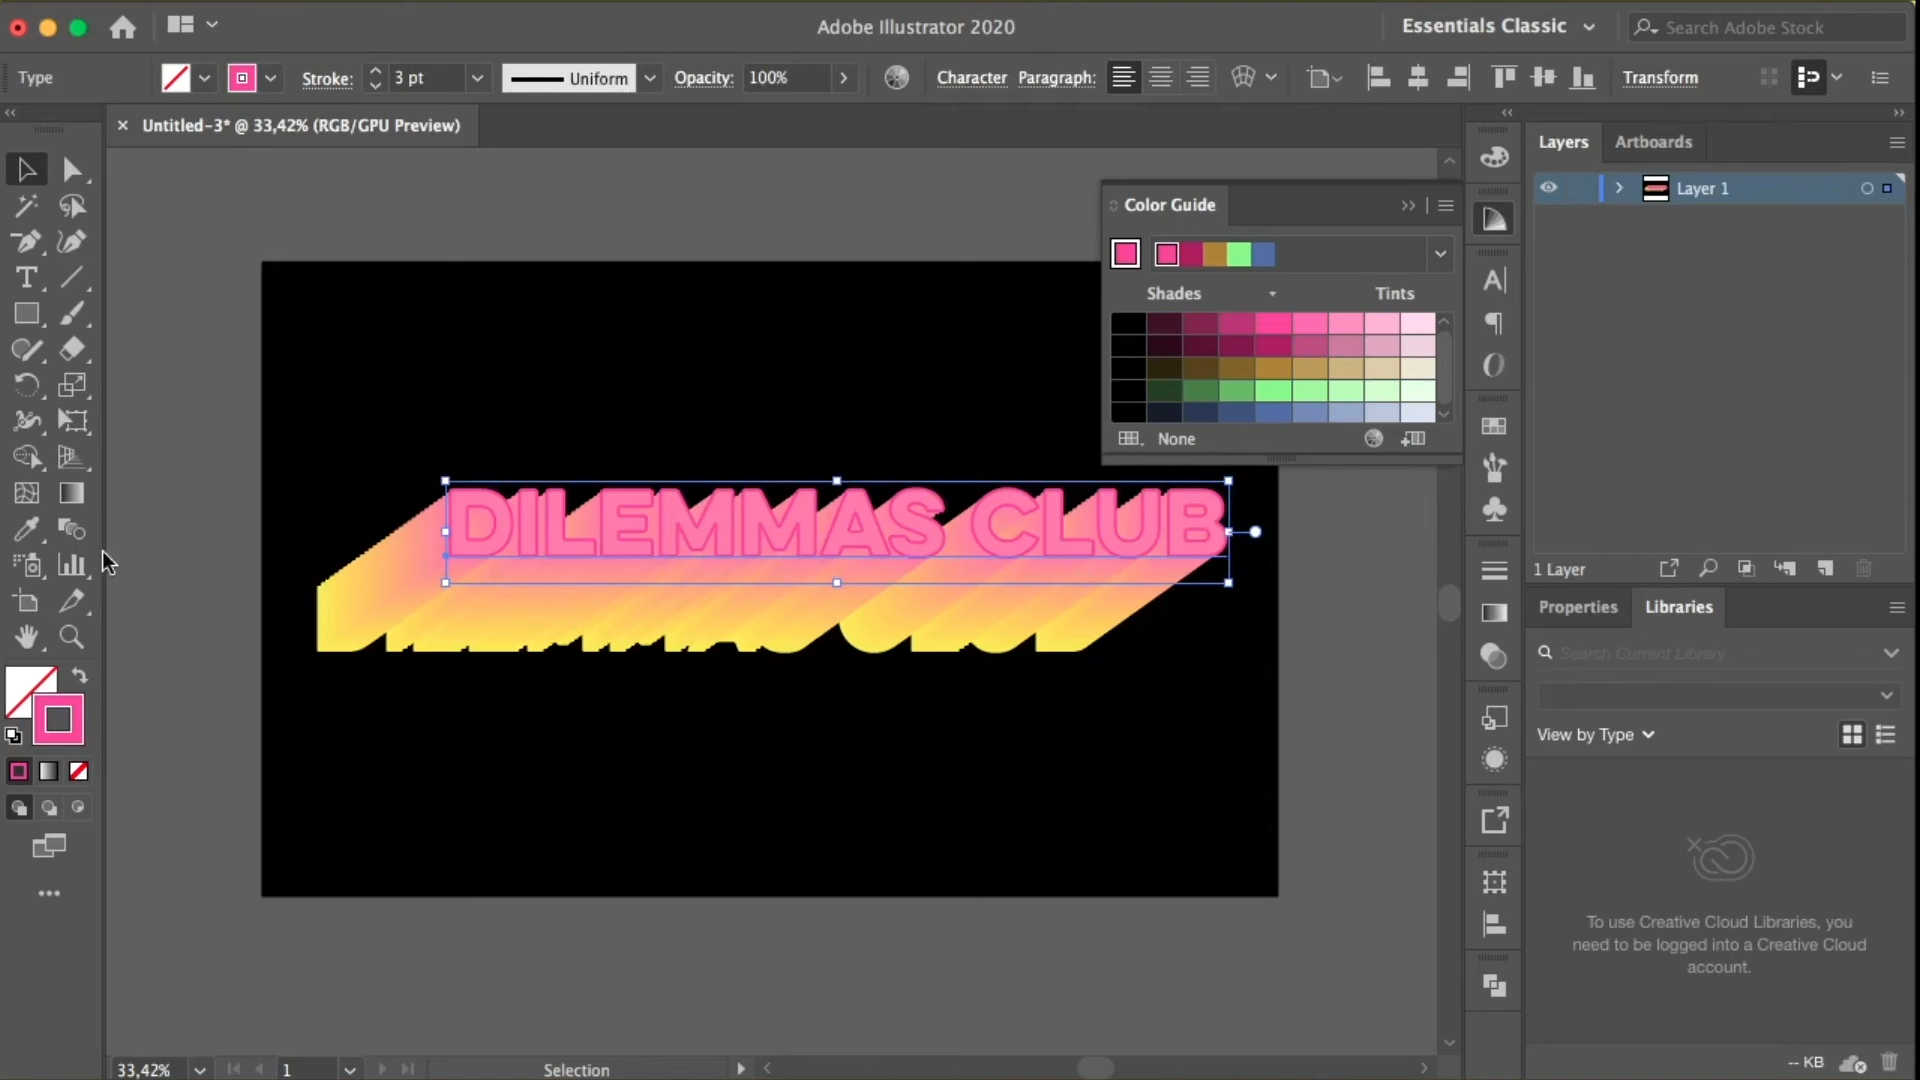 Adobe Illustrator 2020
Essentials Classic
Search Adobe Stock
Type
Stroke:
3 pt
Uniform
Opacity:
100%
Character
Paragraph:
Transform
Untitled-3* @ 33,42% (RGB/GPU Preview)
Layers
Artboards
Layer 1
Color Guide
Shades
Tints
None
DILEMMAS CLUB
1 Layer
Properties
Libraries
Search Current Library
View by Type
To use Creative Cloud Libraries, you
need to be logged into a Creative Cloud
account.
-- KB
33,42%
1
Selection